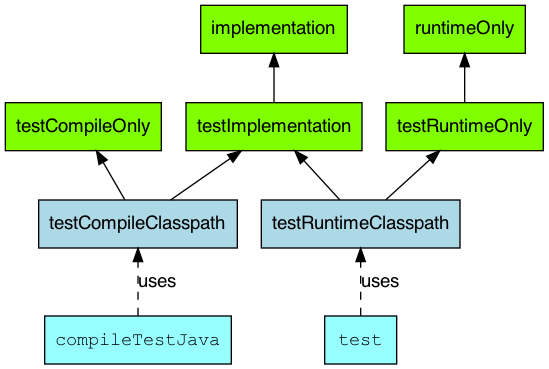 implementation
runtimeOnly
testCompileOnly
testImplementation
testRuntimeOnly
testCompileClasspath
testRuntimeClasspath
uses
uses
compileTestJava
test